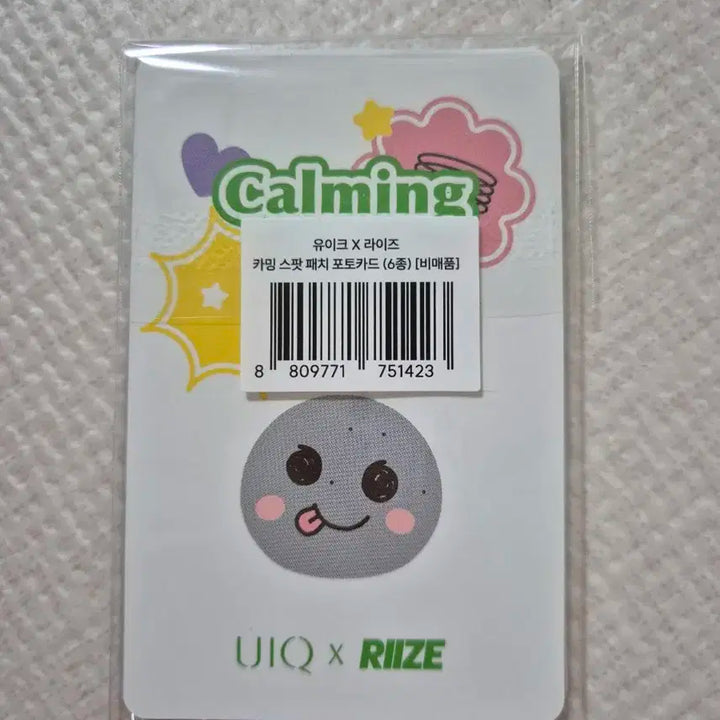 Calming
유이크 X 라이즈
카밍 스팟 패치 포토카드 (6종) [비매품]
8 809771 751423
UIQ x RIIZE